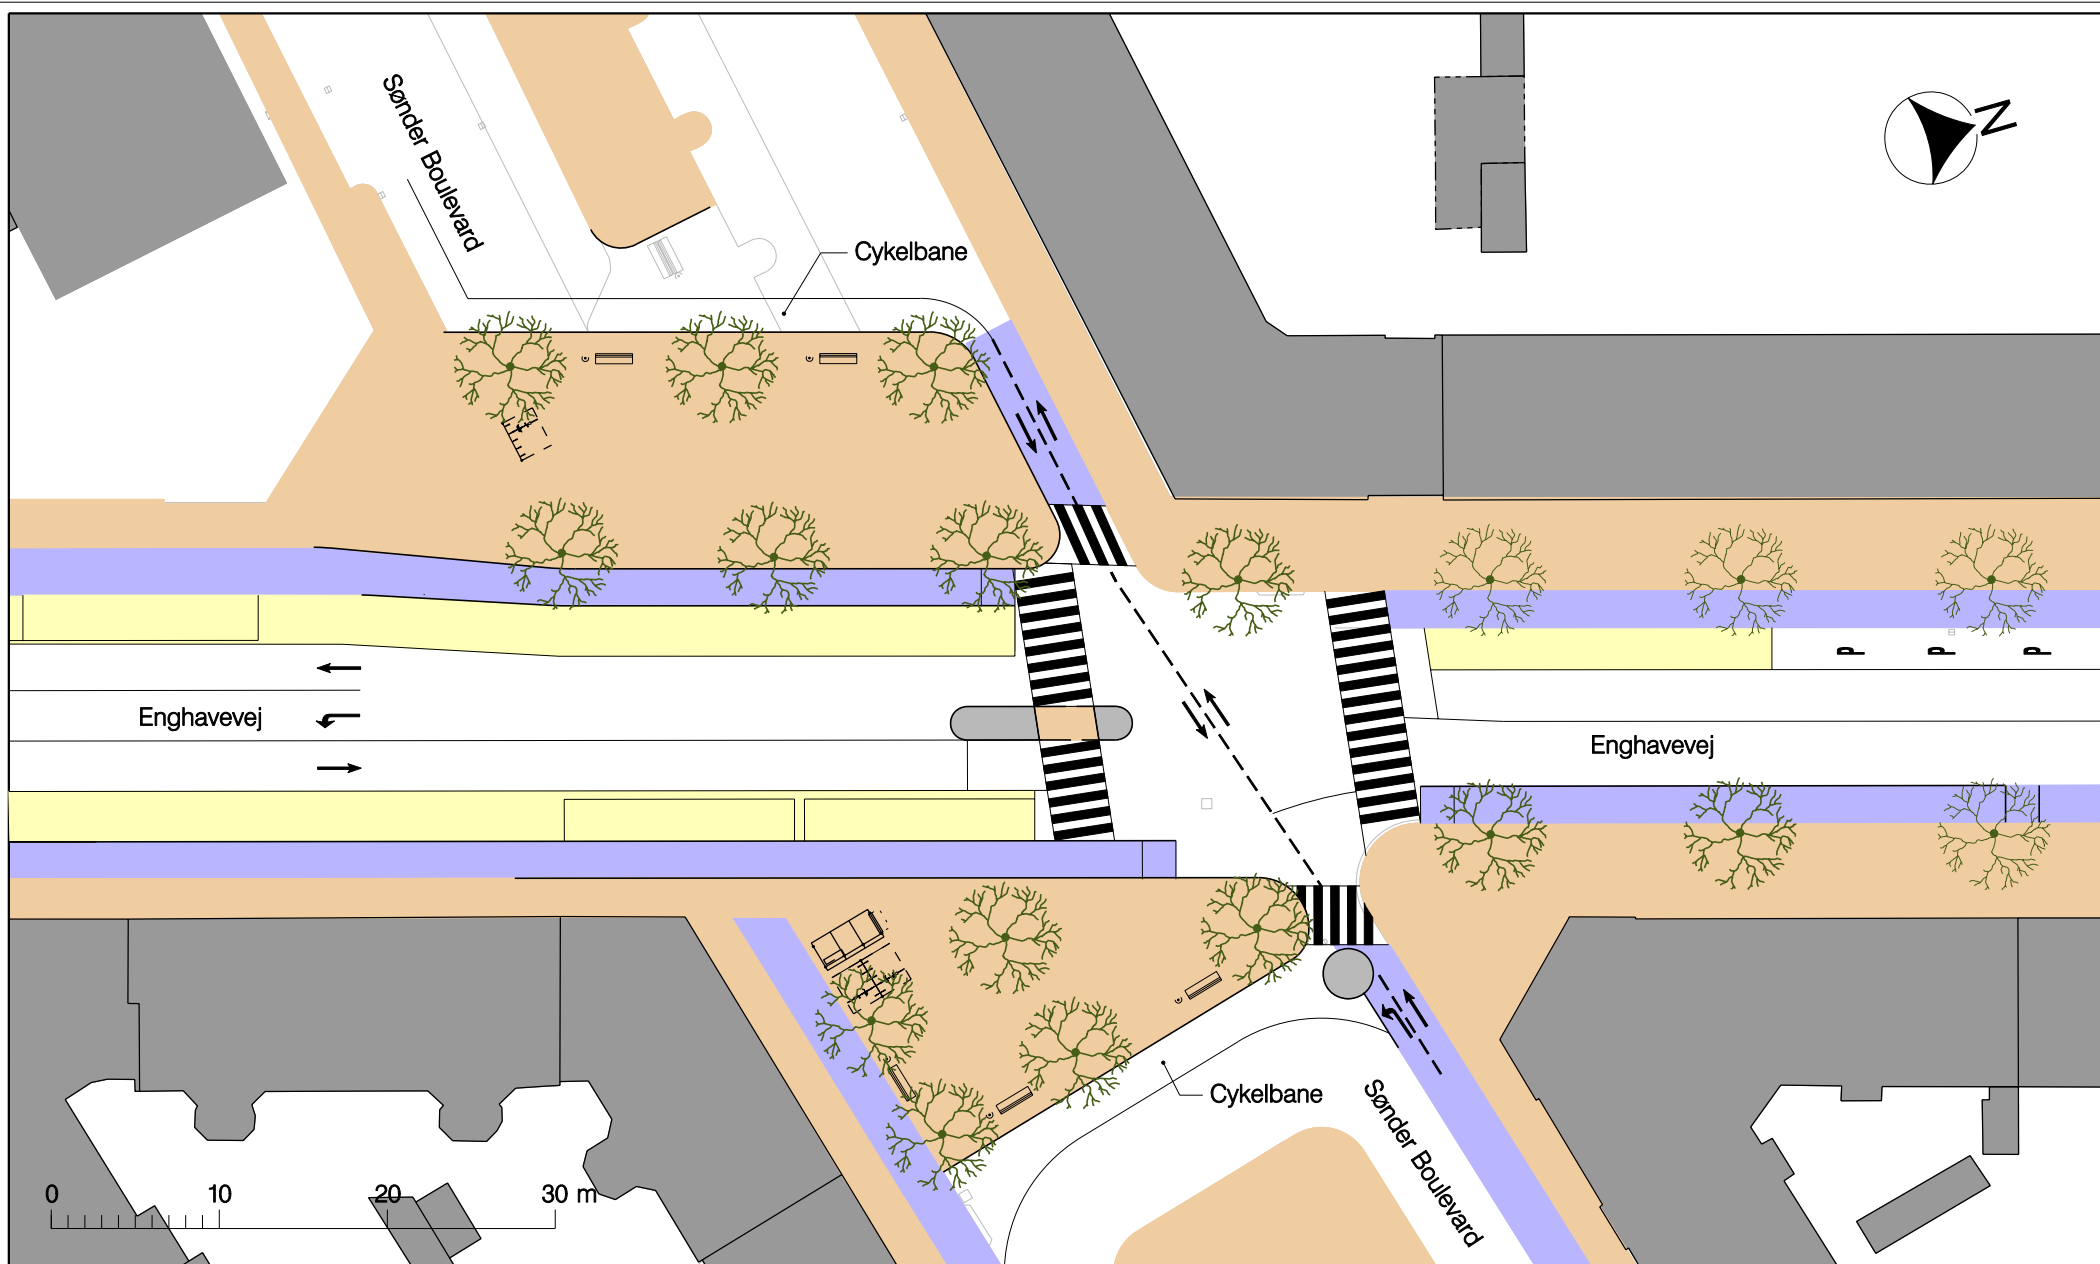 Sønder Boulevard
N
Cykelbane
P P P
Enghavevej
Enghavevej
Cykelbane
Sønder Boulevard
0 10 20 30 m